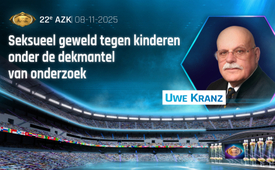 22e AZK| 08-11-2025
Seksueel geweld tegen kinderen
onder de dekmantel
van onderzoek
UWE KRANZ